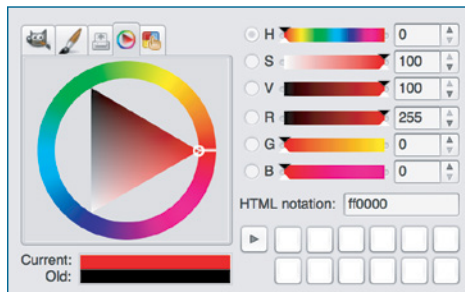 H 0
S 100
V 100
R 255
G 0
B 0
HTML notation: ff0000
Current:
Old: